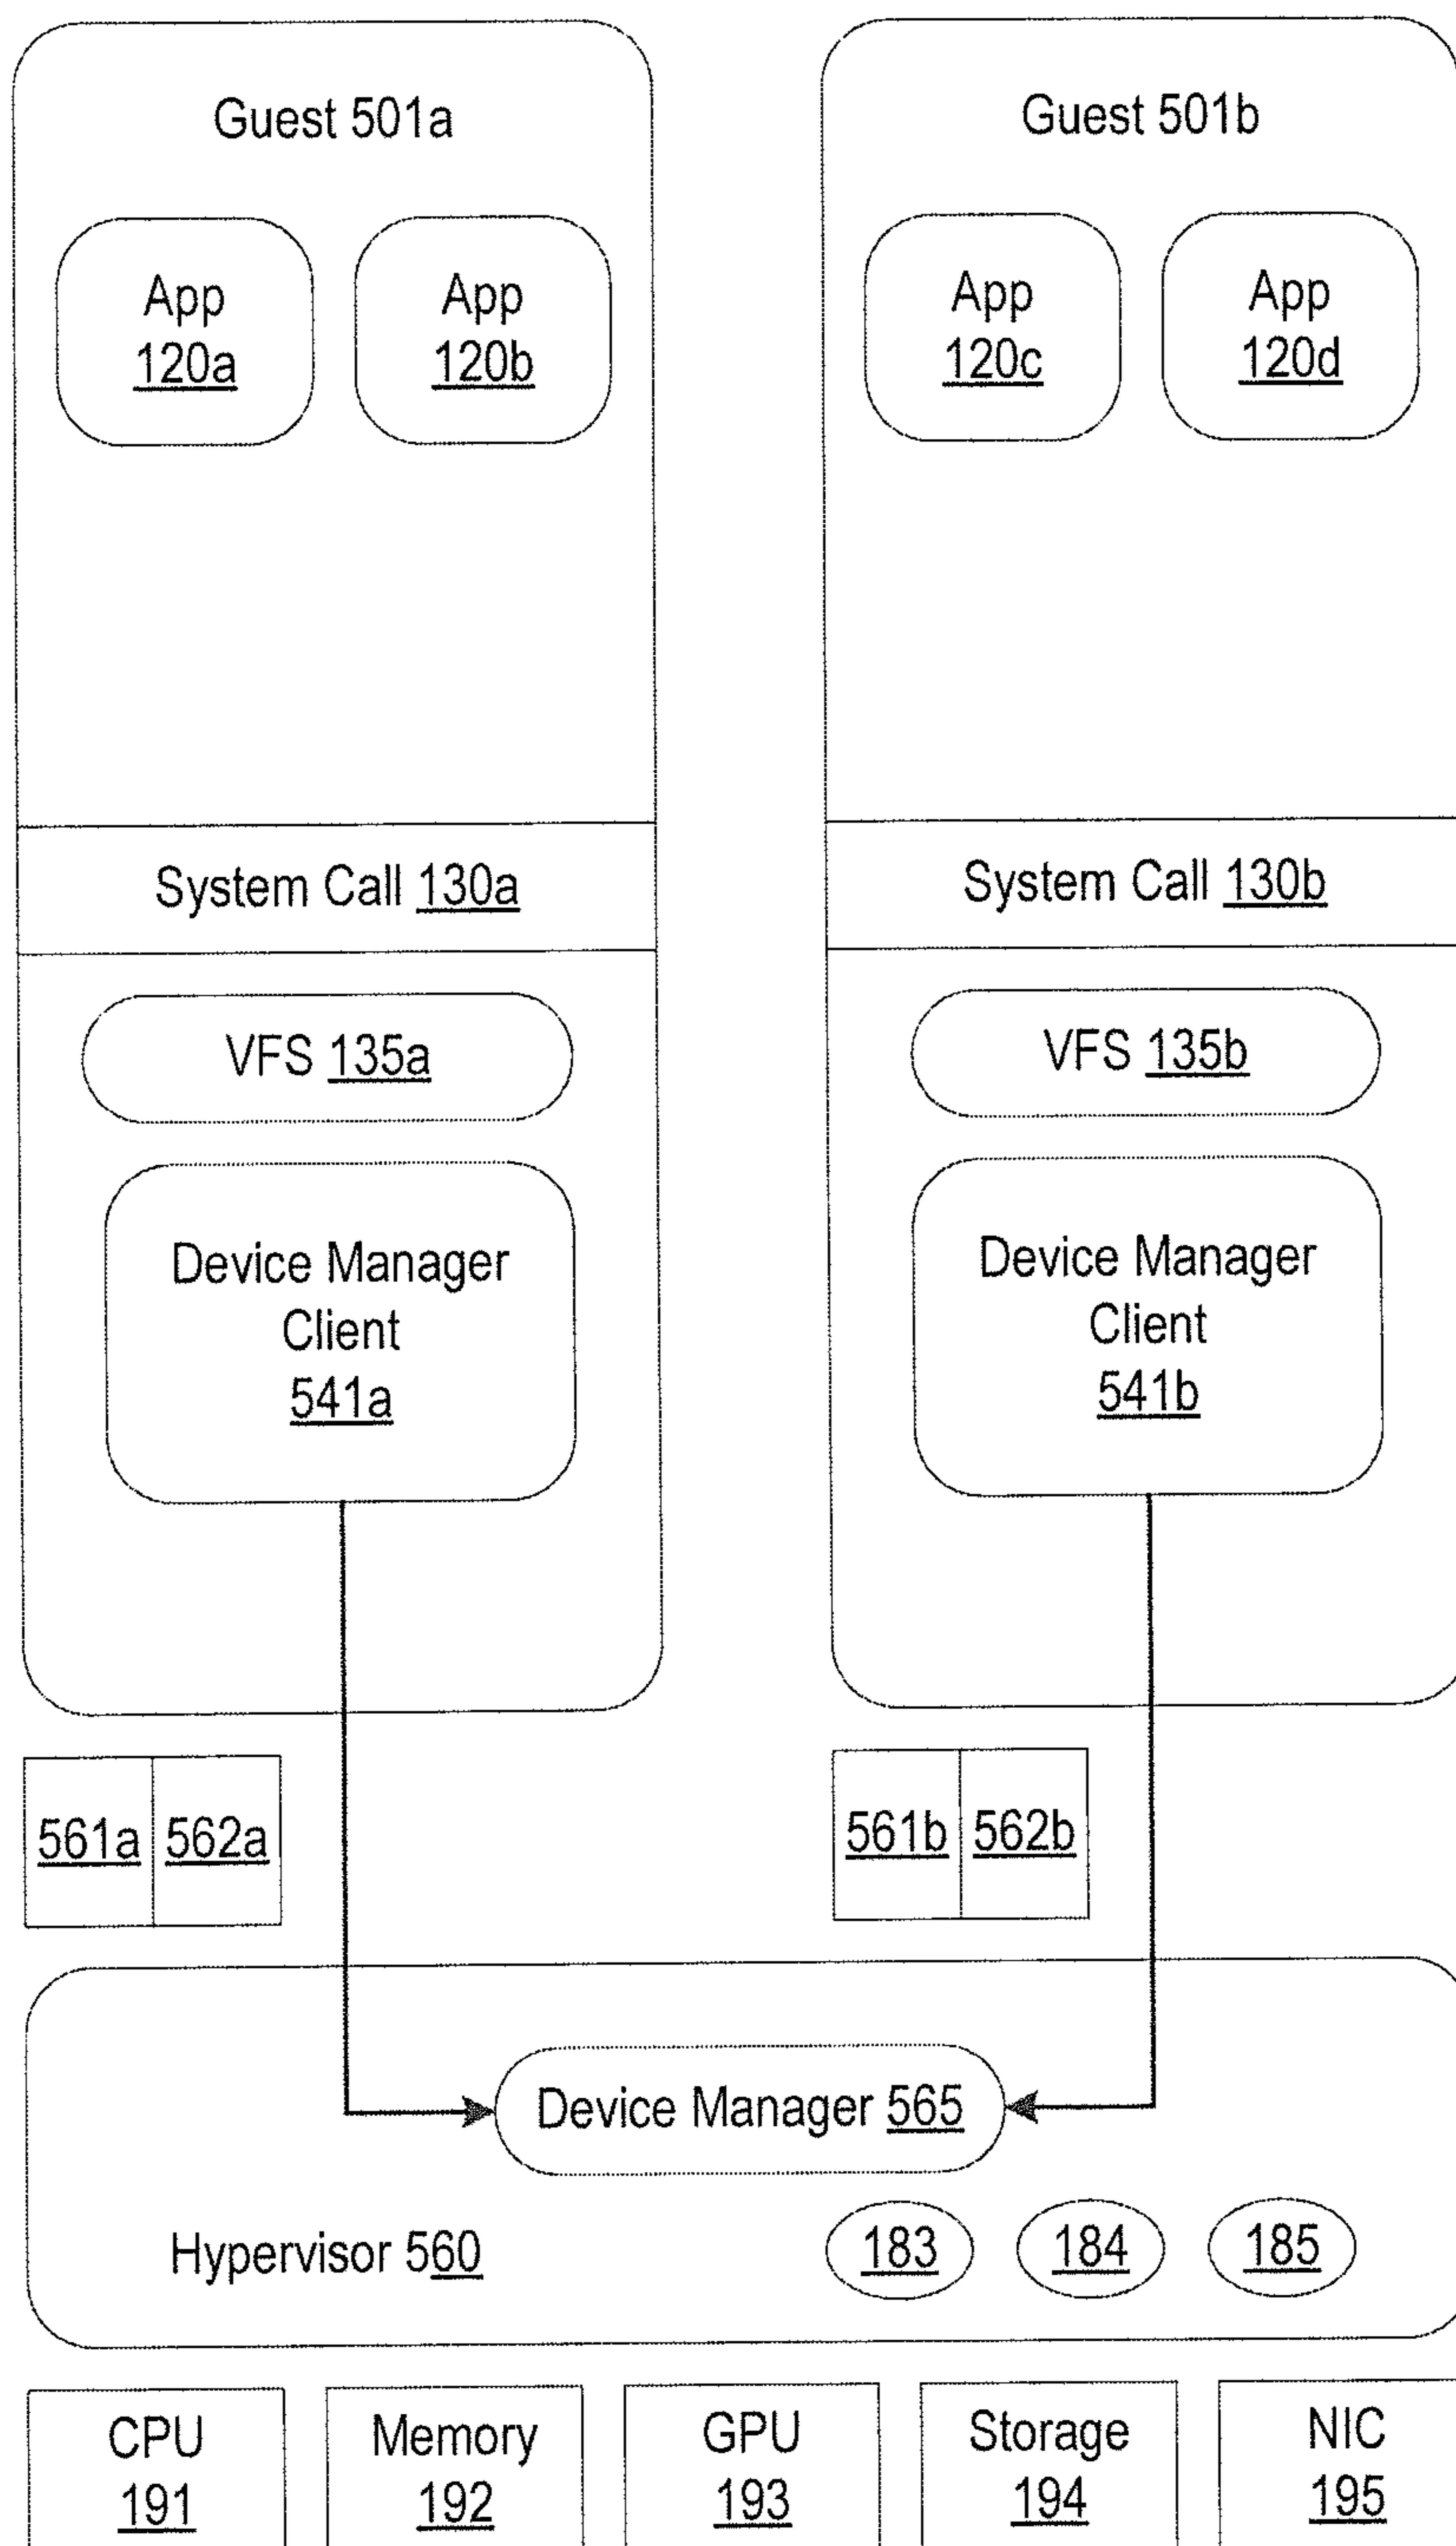 Guest 501a
Guest 501b
App
120a
App
120b
App
120c
App
120d
System Call 130a
System Call 130b
VFS 135a
VFS 135b
Device Manager
Client
541a
Device Manager
Client
541b
561a
562a
561b
562b
Device Manager 565
Hypervisor 560
183
184
185
CPU
191
Memory
192
GPU
193
Storage
194
NIC
195